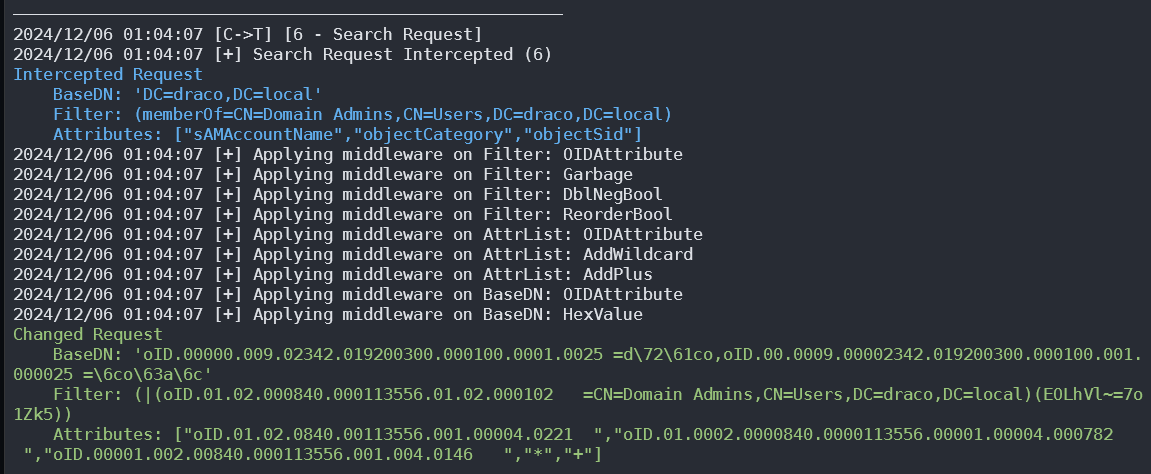 2024/12/06 01:04:07 [C->T] [6 - Search Request]
2024/12/06 01:04:07 [+] Search Request Intercepted (6)
Intercepted Request
    BaseDN: 'DC=draco,DC=local'
    Filter: (memberOf=CN=Domain Admins,CN=Users,DC=draco,DC=local)
    Attributes: ["sAMAccountName","objectCategory","objectSid"]
2024/12/06 01:04:07 [+] Applying middleware on Filter: OIDAttribute
2024/12/06 01:04:07 [+] Applying middleware on Filter: Garbage
2024/12/06 01:04:07 [+] Applying middleware on Filter: DblNegBool
2024/12/06 01:04:07 [+] Applying middleware on Filter: ReorderBool
2024/12/06 01:04:07 [+] Applying middleware on AttrList: OIDAttribute
2024/12/06 01:04:07 [+] Applying middleware on AttrList: AddWildcard
2024/12/06 01:04:07 [+] Applying middleware on AttrList: AddPlus
2024/12/06 01:04:07 [+] Applying middleware on BaseDN: OIDAttribute
2024/12/06 01:04:07 [+] Applying middleware on BaseDN: HexValue
Changed Request
    BaseDN: 'oID.00000.009.02342.019200300.000100.0001.0025 =d\72\61co,oID.00.0009.00002342.019200300.000100.001.
000025 =\6co\63a\6c'
    Filter: (|(oID.01.02.000840.000113556.01.02.000102   =CN=Domain Admins,CN=Users,DC=draco,DC=local)(EOLhVl~=7o
1Zk5))
    Attributes: ["oID.01.02.0840.00113556.001.00004.0221  ","oID.01.0002.0000840.0000113556.00001.00004.000782
 ","oID.00001.002.00840.000113556.001.004.0146   ","*","+"]